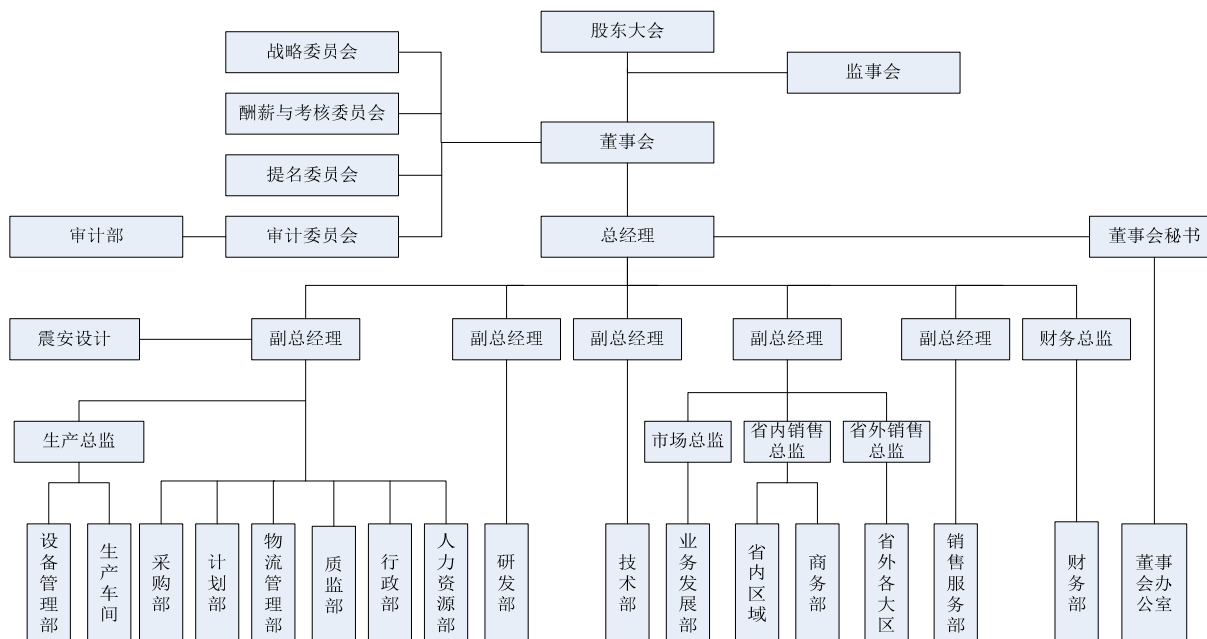 股东大会
战略委员会
监事会
酬薪与考核委员会
董事会
提名委员会
审计部
审计委员会
总经理
董事会秘书
震安设计
副总经理
副总经理
副总经理
副总经理
副总经理
财务总监
生产总监
市场总监
省内销售
总监
省外销售
总监
设备管理部
生产车间
采购部
计划部
物流管理部
质监部
行政部
人力资源部
研发部
技术部
业务发展部
省内区域
商务部
省外各大区
销售服务部
财务部
董事会办公室